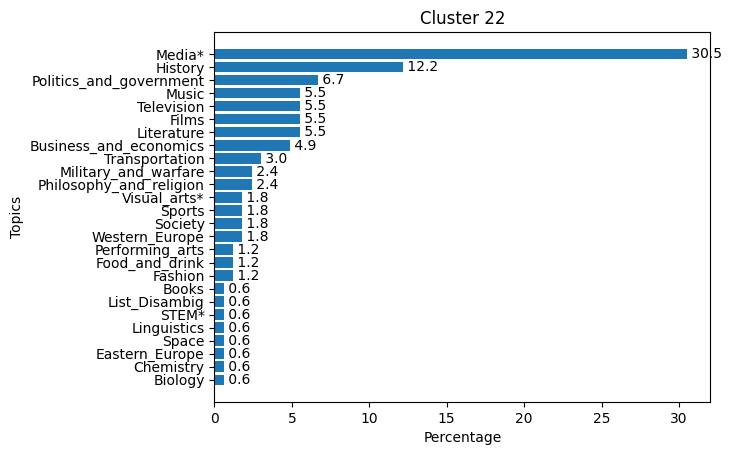 Cluster 22
Topics
Media* 30.5
History 12.2
Politics_and_government 6.7
Music 5.5
Television 5.5
Films 5.5
Literature 5.5
Business_and_economics 4.9
Transportation 3.0
Military_and_warfare 2.4
Philosophy_and_religion 2.4
Visual_arts* 1.8
Sports 1.8
Society 1.8
Western_Europe 1.8
Performing_arts 1.2
Food_and_drink 1.2
Fashion 1.2
Books 0.6
List_Disambig 0.6
STEM* 0.6
Linguistics 0.6
Space 0.6
Eastern_Europe 0.6
Chemistry 0.6
Biology 0.6
0 5 10 15 20 25 30
Percentage